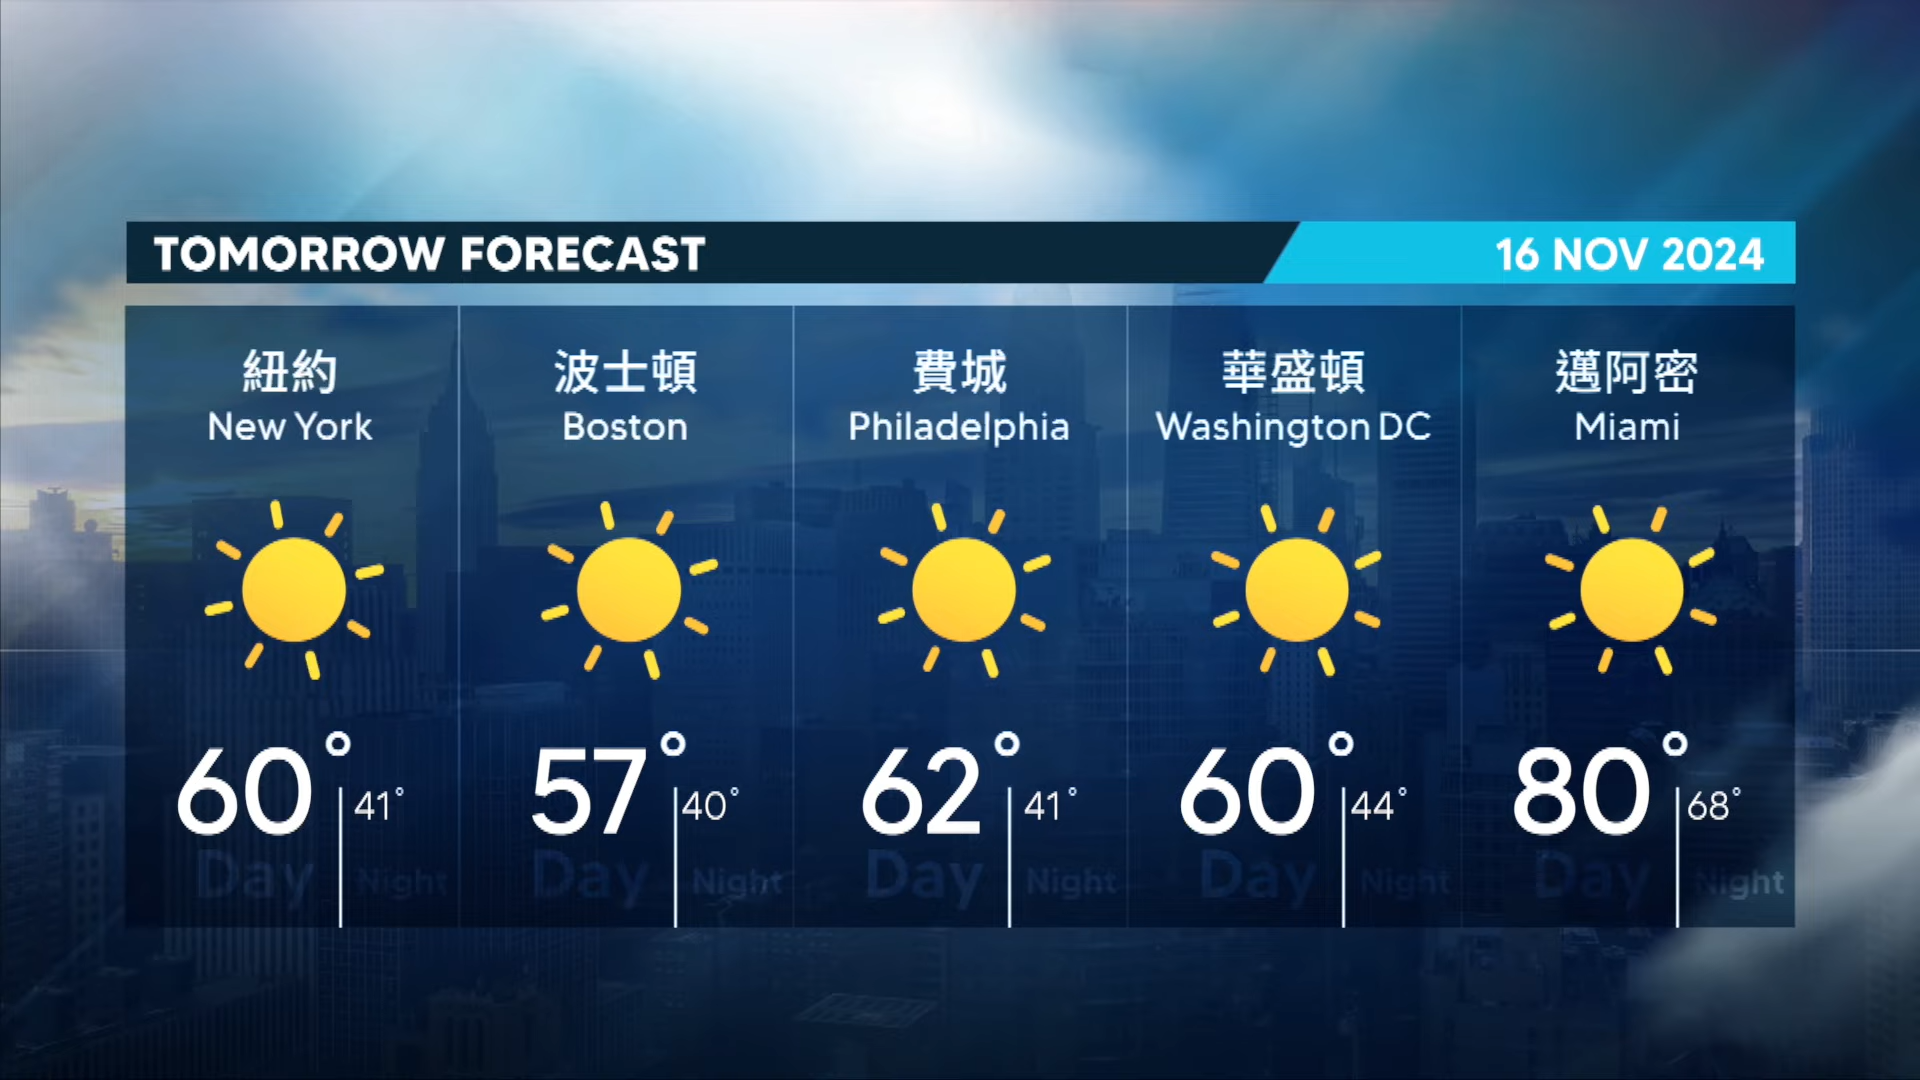 TOMORROW FORECAST
16 NOV 2024
紐約
New York
60°
41°
Day
Night
波士頓
Boston
57°
40°
Day
Night
費城
Philadelphia
62°
41°
Day
Night
華盛頓
Washington DC
60°
44°
Day
Night
邁阿密
Miami
80°
68°
Day
Night